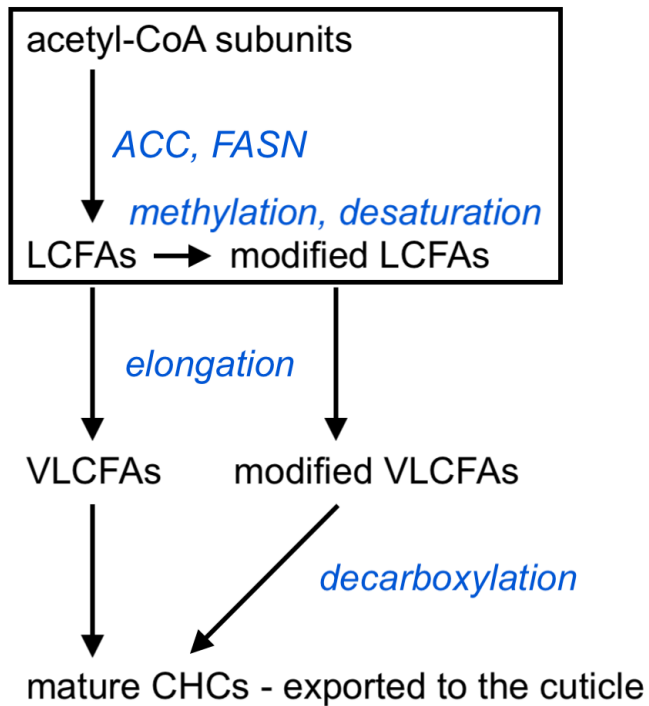 acetyl-CoA subunits
ACC, FASN
methylation, desaturation
LCFAs modified LCFAs
elongation
VLCFAs modified VLCFAs
decarboxylation
mature CHCs - exported to the cuticle